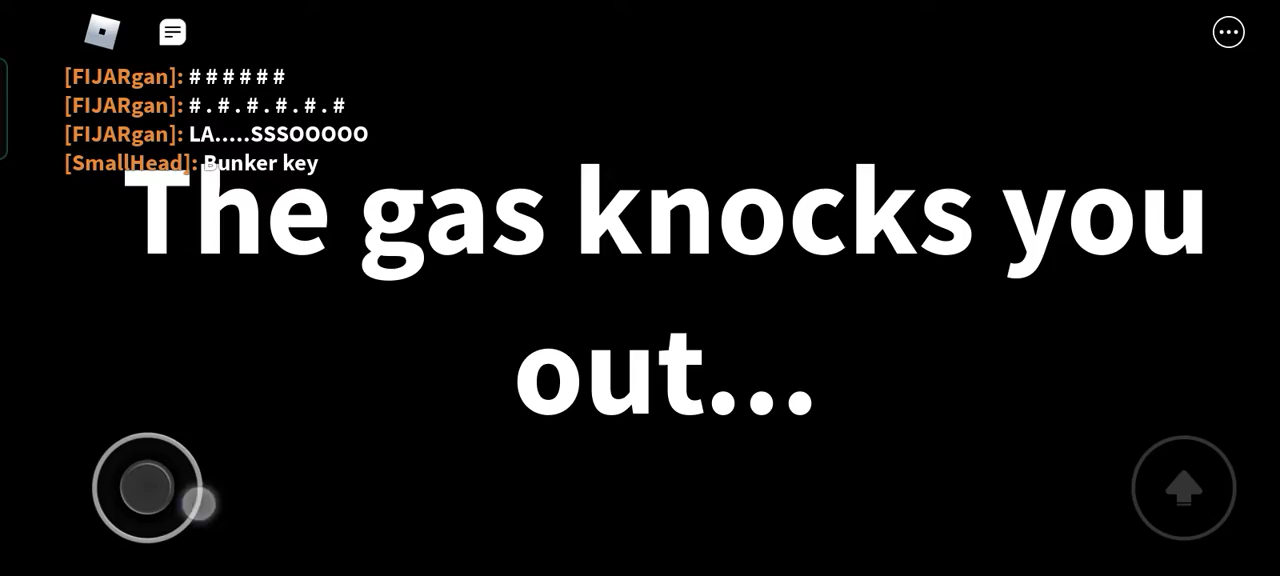 [FIJARgan]: # # # # # #
[FIJARgan]: # . # . # . # . # . #
[FIJARgan]: LA.....SSSOOOOO
[SmallHead]: Bunker key
The gas knocks you
out...